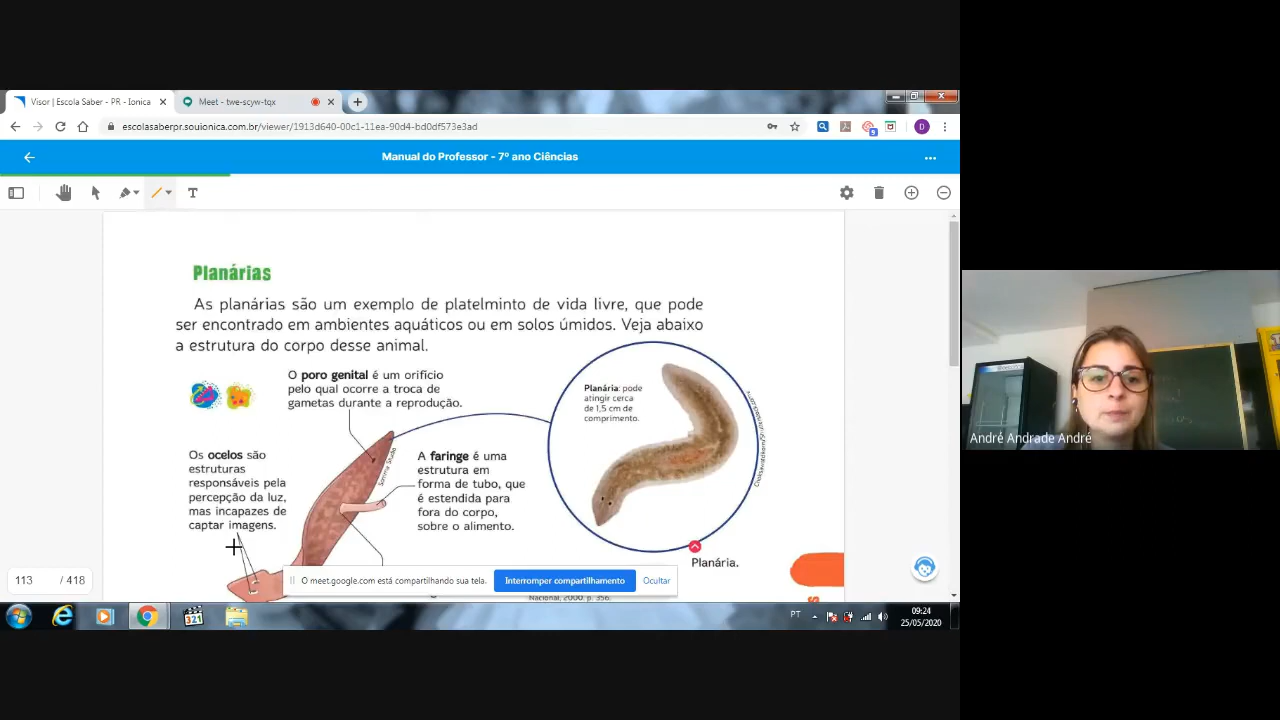 Visor | Escola Saber - PR - Ionica
Meet - twe-scyw-tqx
escolasaberpr.souionica.com.br/viewer/1913d640-00c1-11ea-90d4-bd0df573e3ad
9
D
Manual do Professor - 7º ano Ciências
T
Planárias
As planárias são um exemplo de platelminto de vida livre, que pode
ser encontrado em ambientes aquáticos ou em solos úmidos. Veja abaixo
a estrutura do corpo desse animal.
O poro genital é um orifício
pelo qual ocorre a troca de
gametas durante a reprodução.
Os ocelos são
estruturas
responsáveis pela
percepção da luz,
mas incapazes de
captar imagens.
A faringe é uma
estrutura em
forma de tubo, que
é estendida para
fora do corpo,
sobre o alimento.
Planária: pode
atingir cerca
de 1,5 cm de
comprimento.
Planária.
Nacional, 2000. p. 356.
113 / 418
O meet.google.com está compartilhando sua tela.
Interromper compartilhamento
Ocultar
321
PT
09:24
25/05/2020
André Andrade André